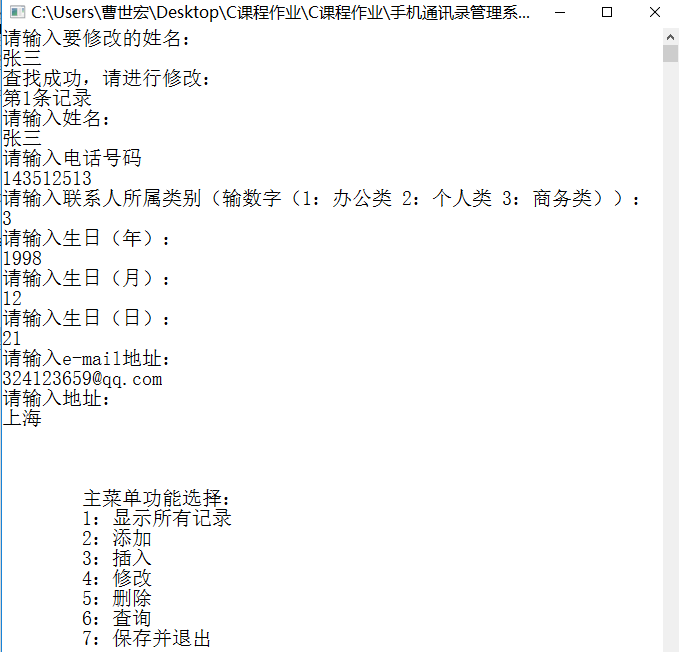 C:\Users\曹世宏\Desktop\C课程作业\C课程作业\手机通讯录管理系...
请输入要修改的姓名:
张三
查找成功，请进行修改:
第1条记录
请输入姓名:
张三
请输入电话号码
143512513
请输入联系人所属类别（输数字（1：办公类 2：个人类 3：商务类））:
3
请输入生日（年）:
1998
请输入生日（月）:
12
请输入生日（日）:
21
请输入e-mail地址:
324123659@qq.com
请输入地址:
上海
主菜单功能选择:
1：显示所有记录
2：添加
3：插入
4：修改
5：删除
6：查询
7：保存并退出